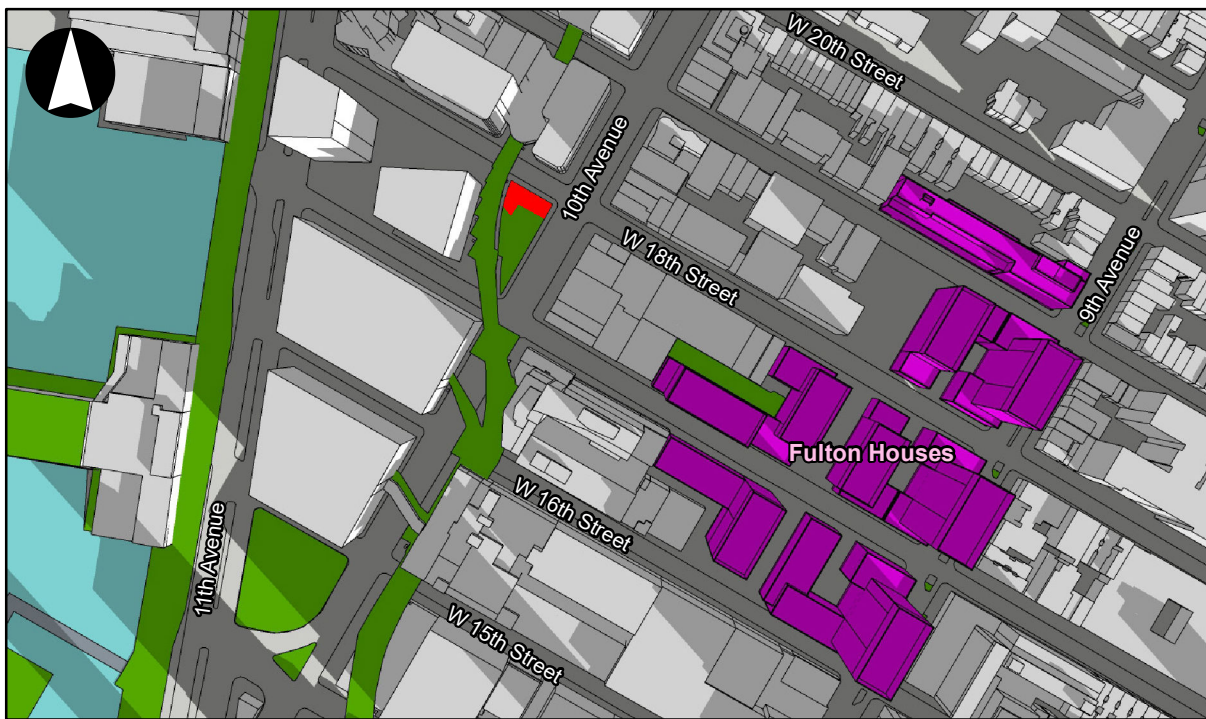 W 20th Street
10th Avenue
W 18th Street
9th Avenue
Fulton Houses
W 16th Street
11th Avenue
W 15th Street